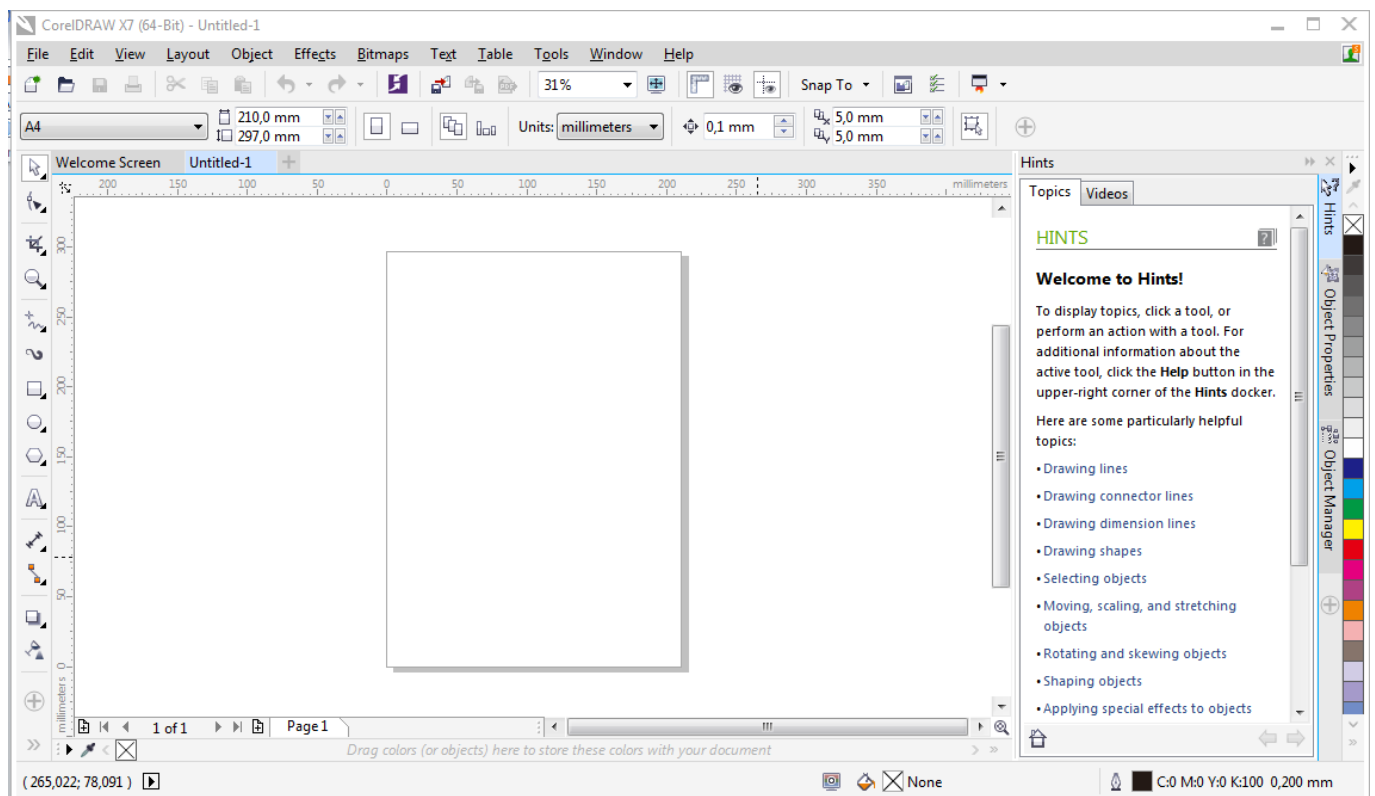 CorelDRAW X7 (64-Bit) - Untitled-1
File Edit View Layout Object Effects Bitmaps Text Table Tools Window Help
31% Snap To
A4 210,0 mm 297,0 mm Units: millimeters 0,1 mm 5,0 mm 5,0 mm
Welcome Screen Untitled-1
200 150 100 50 0 50 100 150 200 250 300 350 millimeters
300
250
200
150
100
50
0
millimeters
Hints
Topics Videos
HINTS
Welcome to Hints!
To display topics, click a tool, or
perform an action with a tool. For
additional information about the
active tool, click the Help button in the
upper-right corner of the Hints docker.
Here are some particularly helpful
topics:
• Drawing lines
• Drawing connector lines
• Drawing dimension lines
• Drawing shapes
• Selecting objects
• Moving, scaling, and stretching
objects
• Rotating and skewing objects
• Shaping objects
• Applying special effects to objects
Hints
Object Properties
Object Manager
1 of 1 Page 1
Drag colors (or objects) here to store these colors with your document
( 265,022; 78,091 ) None C:0 M:0 Y:0 K:100 0,200 mm